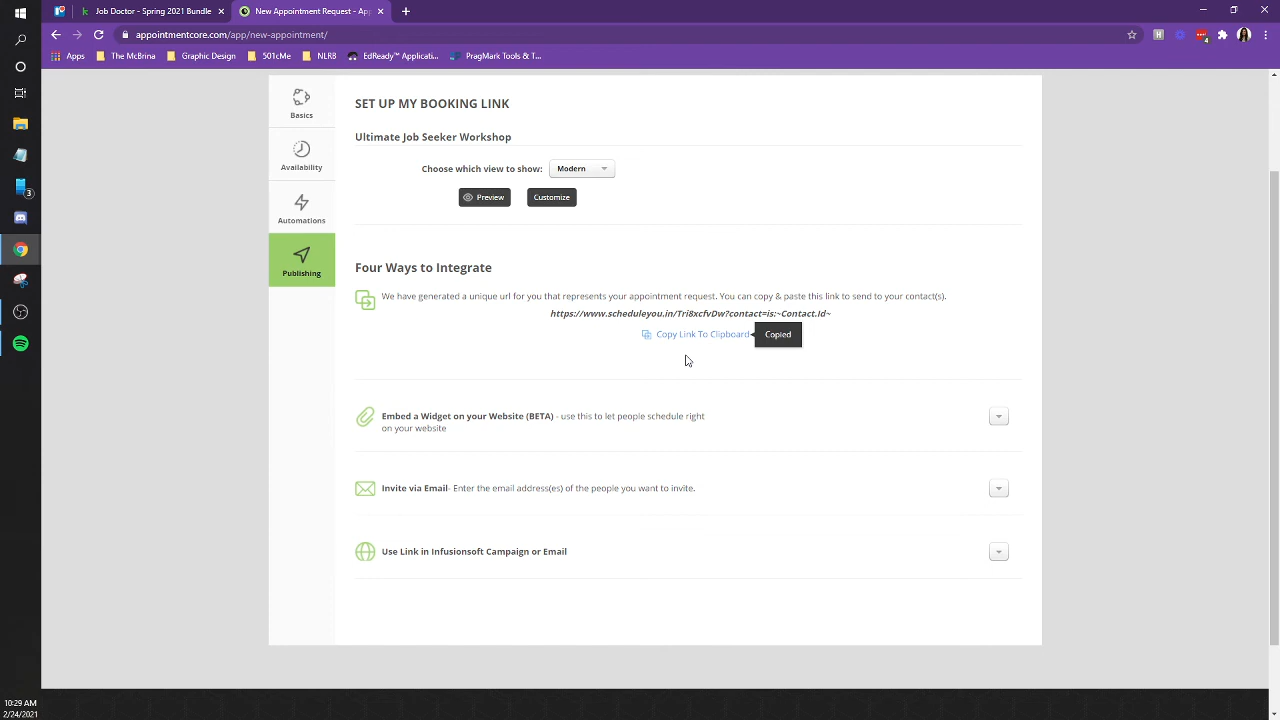 Job Doctor - Spring 2021 Bundle
New Appointment Request - Ap
appointmentcore.com/app/new-appointment/
Apps
The McBrina
Graphic Design
501cMe
NLRB
EdReady™ Applicati...
PragMark Tools & T...
4
3
Basics
Availability
Automations
Publishing
SET UP MY BOOKING LINK
Ultimate Job Seeker Workshop
Choose which view to show:
Modern
Preview
Customize
Four Ways to Integrate
We have generated a unique url for you that represents your appointment request. You can copy & paste this link to send to your contact(s).
https://www.scheduleyou.in/Tri8xcfvDw?contact=is:~Contact.Id~
Copy Link To Clipboard
Copied
Embed a Widget on your Website (BETA) - use this to let people schedule right
on your website
Invite via Email- Enter the email address(es) of the people you want to invite.
Use Link in Infusionsoft Campaign or Email
10:29 AM
2/24/2021